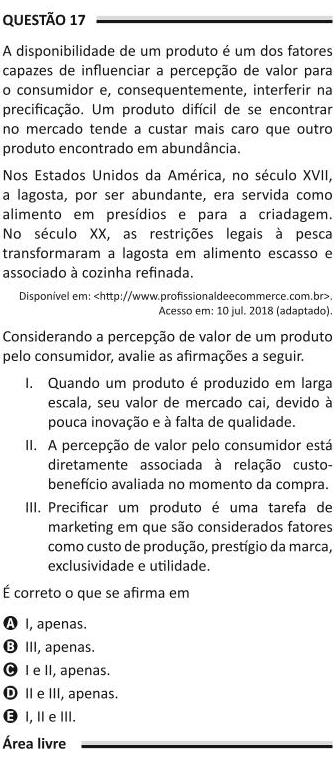 QUESTÃO 17
A disponibilidade de um produto é um dos fatores
capazes de influenciar a percepção de valor para
o consumidor e, consequentemente, interferir na
precificação. Um produto difícil de se encontrar
no mercado tende a custar mais caro que outro
produto encontrado em abundância.
Nos Estados Unidos da América, no século XVII,
a lagosta, por ser abundante, era servida como
alimento em presídios e para a criadagem.
No século XX, as restrições legais à pesca
transformaram a lagosta em alimento escasso e
associado à cozinha refinada.
Disponível em: <http://www.profissionaldeecommerce.com.br>.
Acesso em: 10 jul. 2018 (adaptado).
Considerando a percepção de valor de um produto
pelo consumidor, avalie as afirmações a seguir.
I. Quando um produto é produzido em larga
escala, seu valor de mercado cai, devido à
pouca inovação e à falta de qualidade.
II. A percepção de valor pelo consumidor está
diretamente associada à relação custo-
benefício avaliada no momento da compra.
III. Precificar um produto é uma tarefa de
marketing em que são considerados fatores
como custo de produção, prestígio da marca,
exclusividade e utilidade.
É correto o que se afirma em
A I, apenas.
B III, apenas.
C I e II, apenas.
D II e III, apenas.
E I, II e III.
Área livre